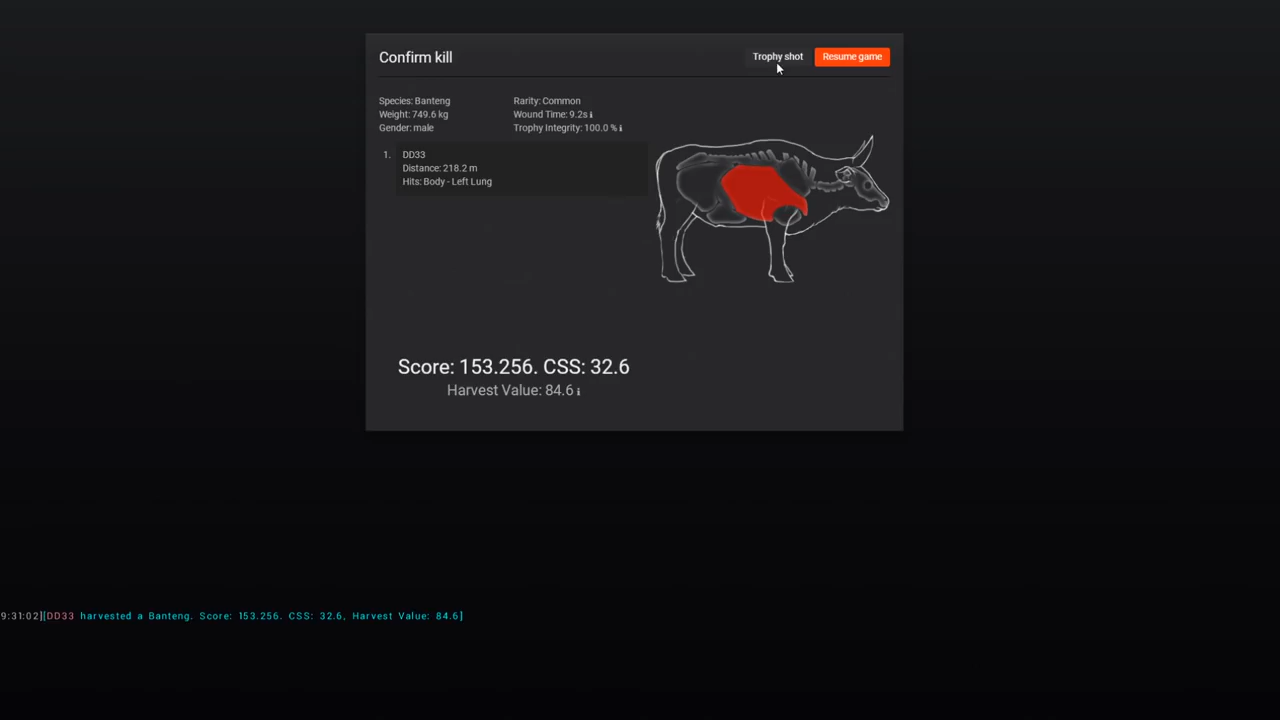 Confirm kill
Trophy shot
Resume game
Species: Banteng
Weight: 749.6 kg
Gender: male
Rarity: Common
Wound Time: 9.2s
Trophy Integrity: 100.0 %
1. DD33
Distance: 218.2 m
Hits: Body - Left Lung
Score: 153.256. CSS: 32.6
Harvest Value: 84.6
9:31:02][DD33 harvested a Banteng. Score: 153.256. CSS: 32.6, Harvest Value: 84.6]